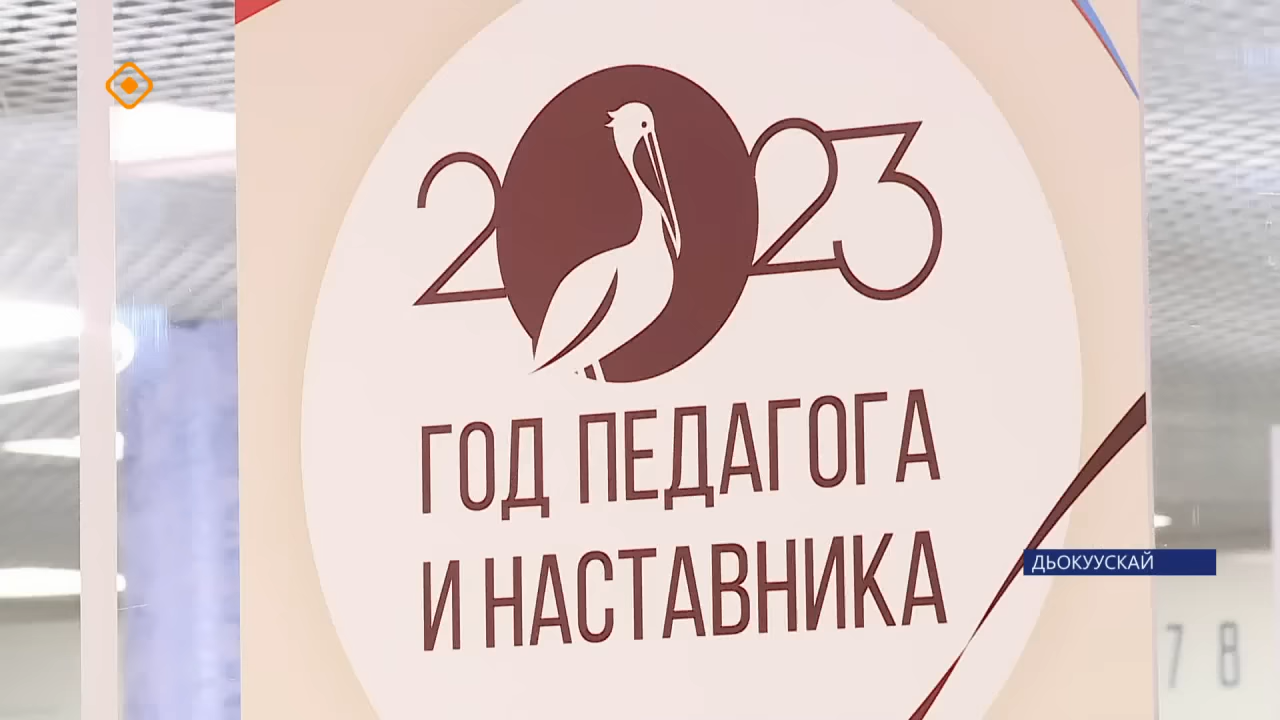 2023
ГОД ПЕДАГОГА
И НАСТАВНИКА
ДЬОКУУСКАЙ
7 8